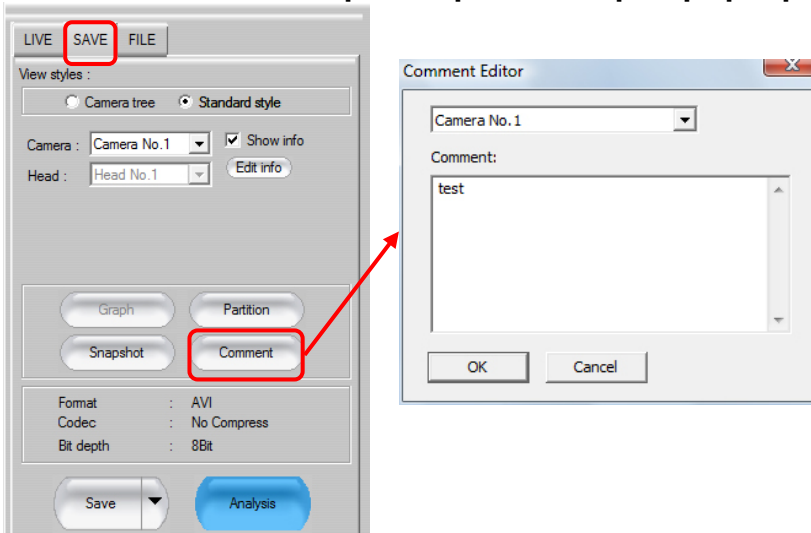 LIVE SAVE FILE
View styles :
Camera tree Standard style
Camera : Camera No.1 Show info
Head : Head No.1 Edit info
Graph Partition
Snapshot Comment
Format : AVI
Codec : No Compress
Bit depth : 8Bit
Save Analysis
Comment Editor
Camera No.1
Comment:
test
OK Cancel